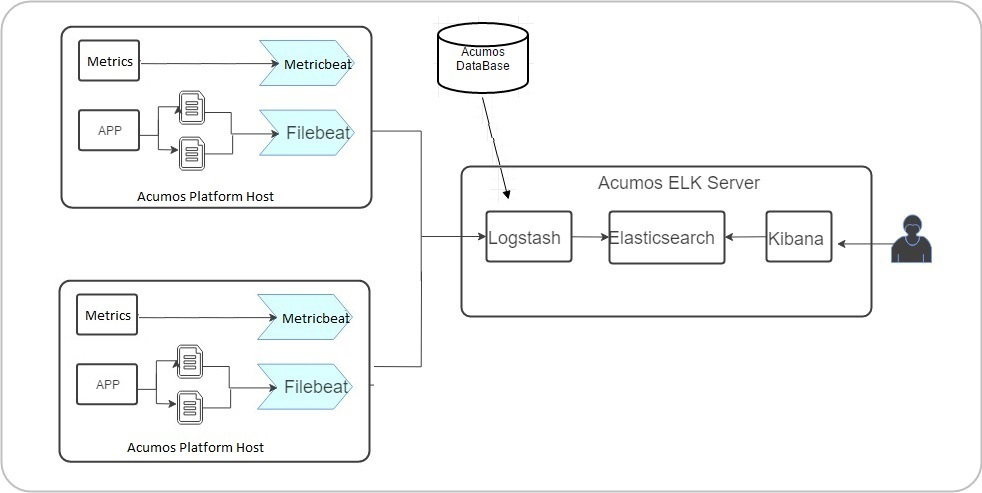 Metrics
Metricbeat
APP
Filebeat
Acumos Platform Host
Acumos
DataBase
Acumos ELK Server
Logstash
Elasticsearch
Kibana
Metrics
Metricbeat
APP
Filebeat
Acumos Platform Host